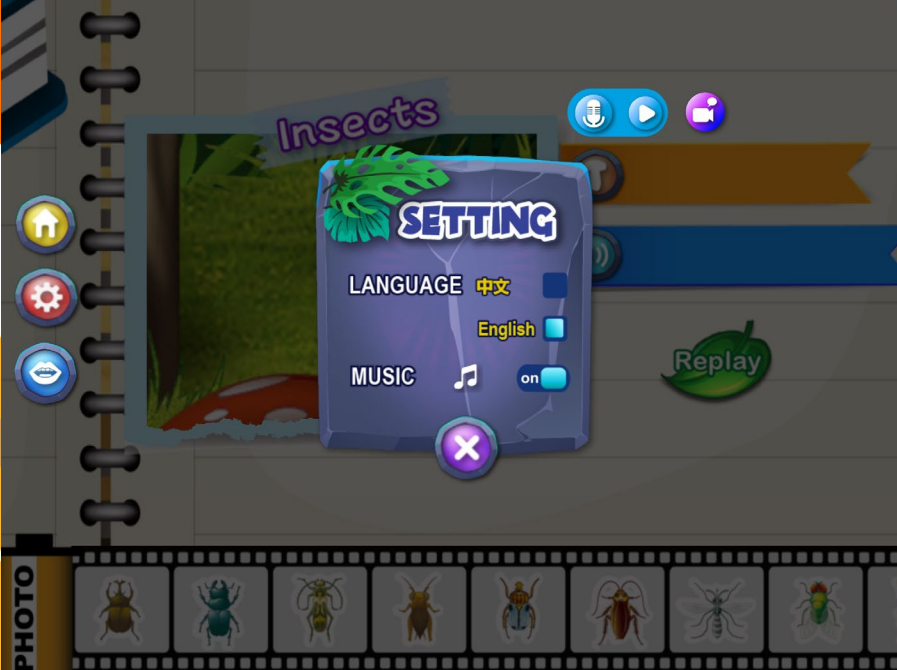 Insects
SETTING
LANGUAGE 中文
English
MUSIC on
Replay
PHOTO